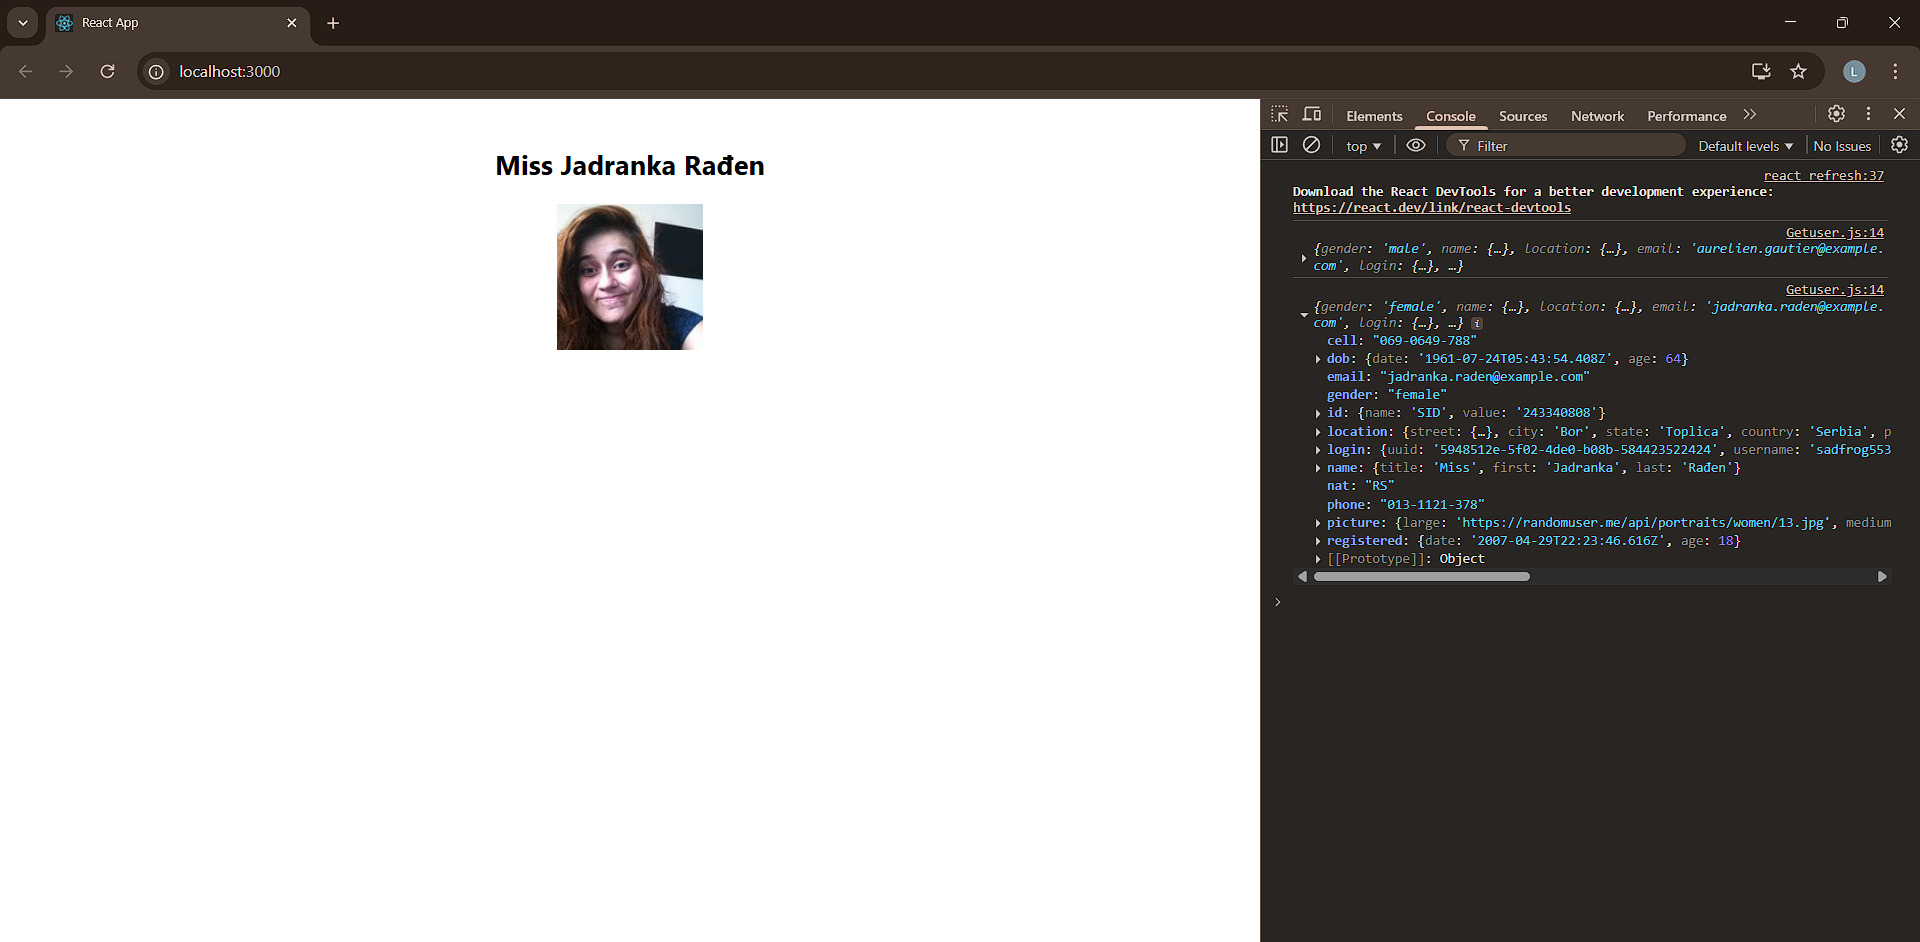 React App
localhost:3000
L
Miss Jadranka Rađen
Elements Console Sources Network Performance
top Filter Default levels No Issues
react refresh:37
Download the React DevTools for a better development experience:
https://react.dev/link/react-devtools
Getuser.js:14
{gender: 'male', name: {…}, location: {…}, email: 'aurelien.gautier@example.
com', login: {…}, …}
Getuser.js:14
{gender: 'female', name: {…}, location: {…}, email: 'jadranka.raden@example.
com', login: {…}, …} i
cell: "069-0649-788"
dob: {date: '1961-07-24T05:43:54.408Z', age: 64}
email: "jadranka.raden@example.com"
gender: "female"
id: {name: 'SID', value: '243340808'}
location: {street: {…}, city: 'Bor', state: 'Toplica', country: 'Serbia', p
login: {uuid: '5948512e-5f02-4de0-b08b-584423522424', username: 'sadfrog553
name: {title: 'Miss', first: 'Jadranka', last: 'Rađen'}
nat: "RS"
phone: "013-1121-378"
picture: {large: 'https://randomuser.me/api/portraits/women/13.jpg', medium
registered: {date: '2007-04-29T22:23:46.616Z', age: 18}
[[Prototype]]: Object